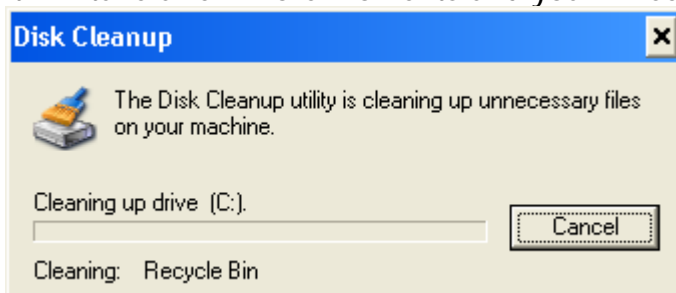 Disk Cleanup
The Disk Cleanup utility is cleaning up unnecessary files
on your machine.
Cleaning up drive (C:).
Cancel
Cleaning: Recycle Bin